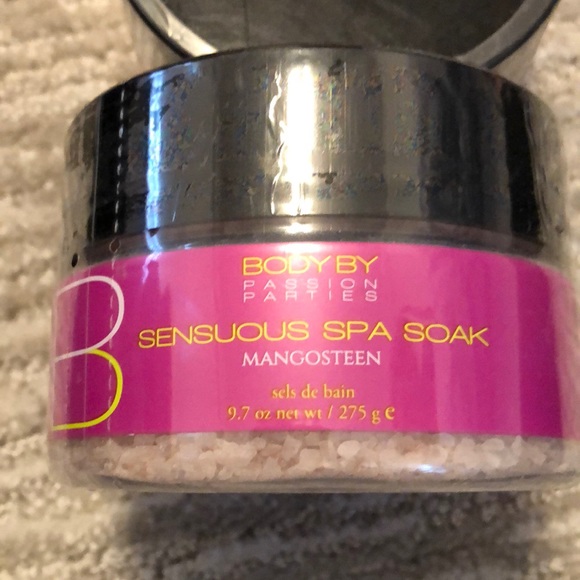 B
BODY BY
PASSION
PARTIES
SENSUOUS SPA SOAK
MANGOSTEEN
sels de bain
9.7 oz net wt / 275 g e